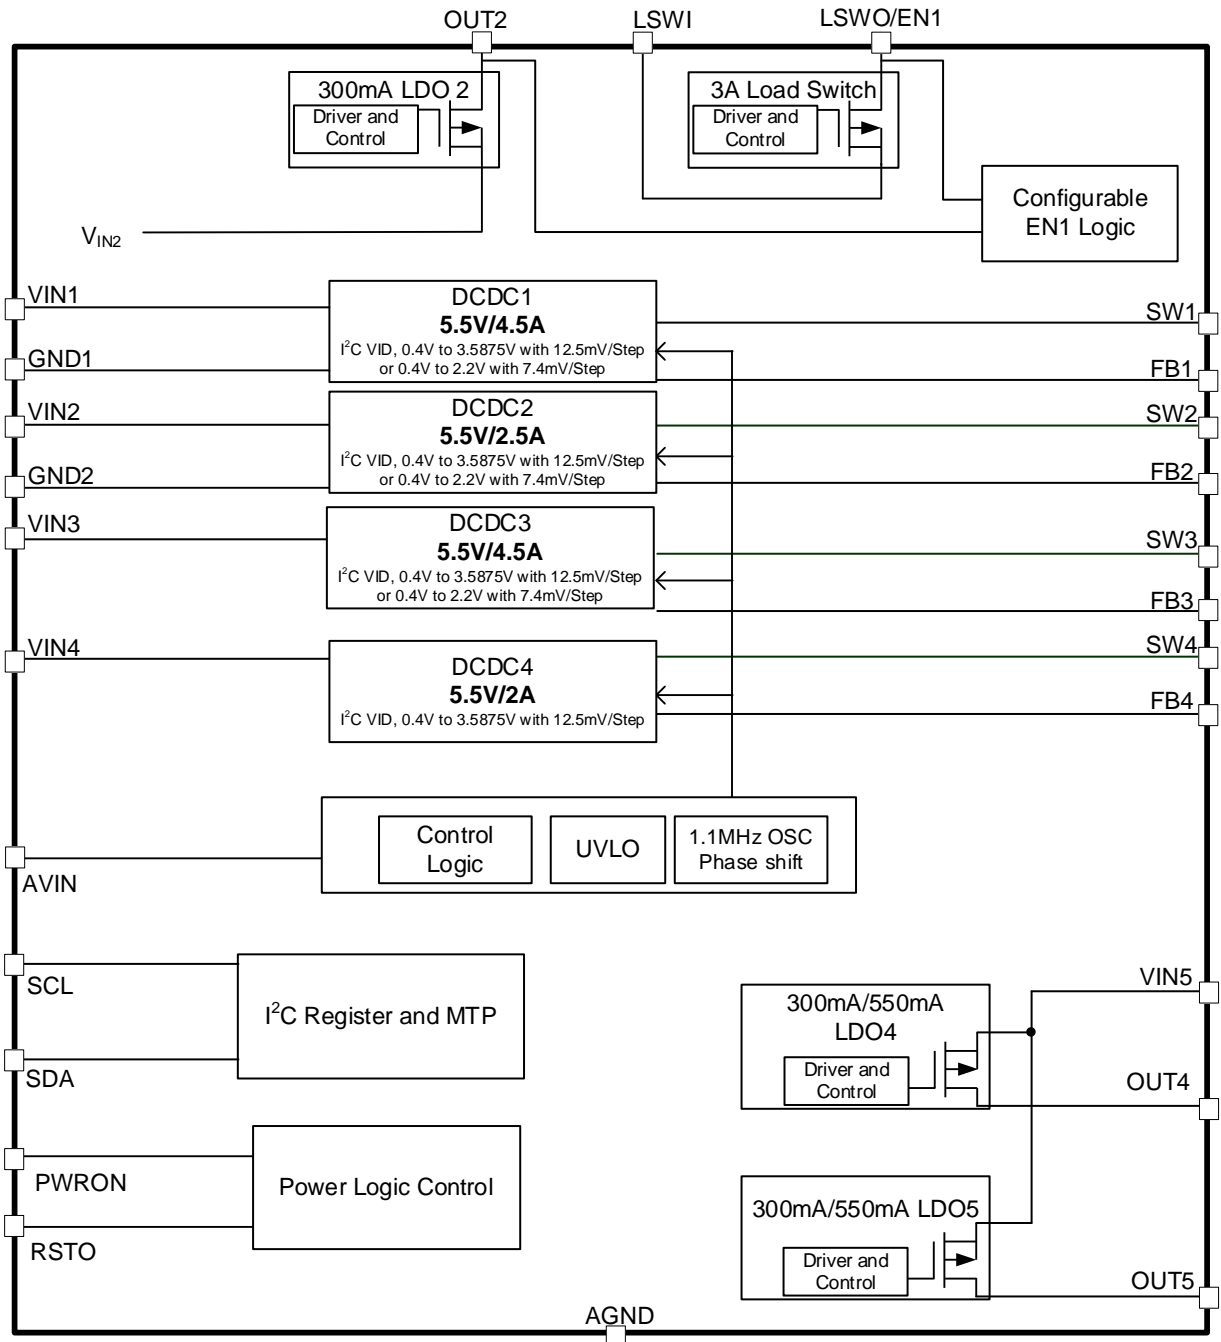 OUT2
LSWI
LSWO/EN1
300mA LDO 2
Driver and
Control
3A Load Switch
Driver and
Control
Configurable
EN1 Logic
VIN2
VIN1
DCDC1
5.5V/4.5A
I²C VID, 0.4V to 3.5875V with 12.5mV/Step
or 0.4V to 2.2V with 7.4mV/Step
SW1
GND1
FB1
VIN2
DCDC2
5.5V/2.5A
I²C VID, 0.4V to 3.5875V with 12.5mV/Step
or 0.4V to 2.2V with 7.4mV/Step
SW2
GND2
FB2
VIN3
DCDC3
5.5V/4.5A
I²C VID, 0.4V to 3.5875V with 12.5mV/Step
or 0.4V to 2.2V with 7.4mV/Step
SW3
FB3
VIN4
DCDC4
5.5V/2A
I²C VID, 0.4V to 3.5875V with 12.5mV/Step
SW4
FB4
Control
Logic
UVLO
1.1MHz OSC
Phase shift
AVIN
SCL
I²C Register and MTP
SDA
VIN5
300mA/550mA
LDO4
Driver and
Control
OUT4
PWRON
Power Logic Control
RSTO
300mA/550mA LDO5
Driver and
Control
OUT5
AGND